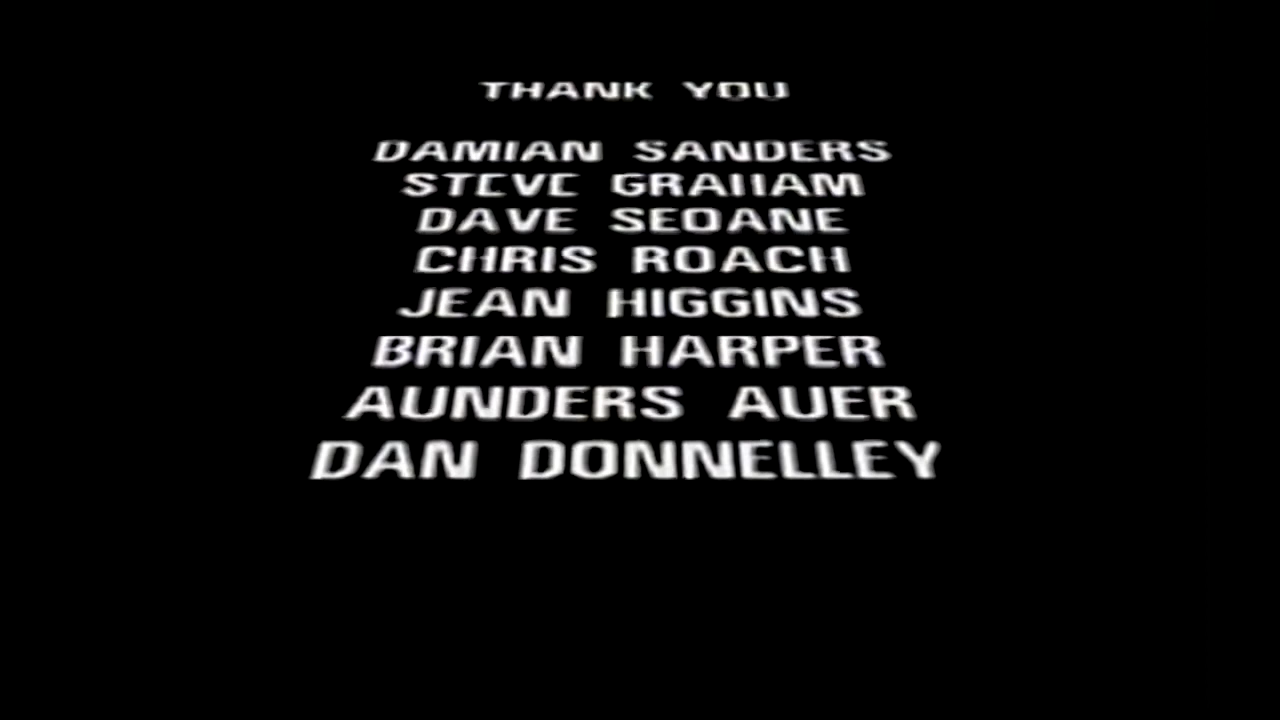 THANK YOU
DAMIAN SANDERS
STEVE GRAHAM
DAVE SEOANE
CHRIS ROACH
JEAN HIGGINS
BRIAN HARPER
AUNDERS AUER
DAN DONNELLEY